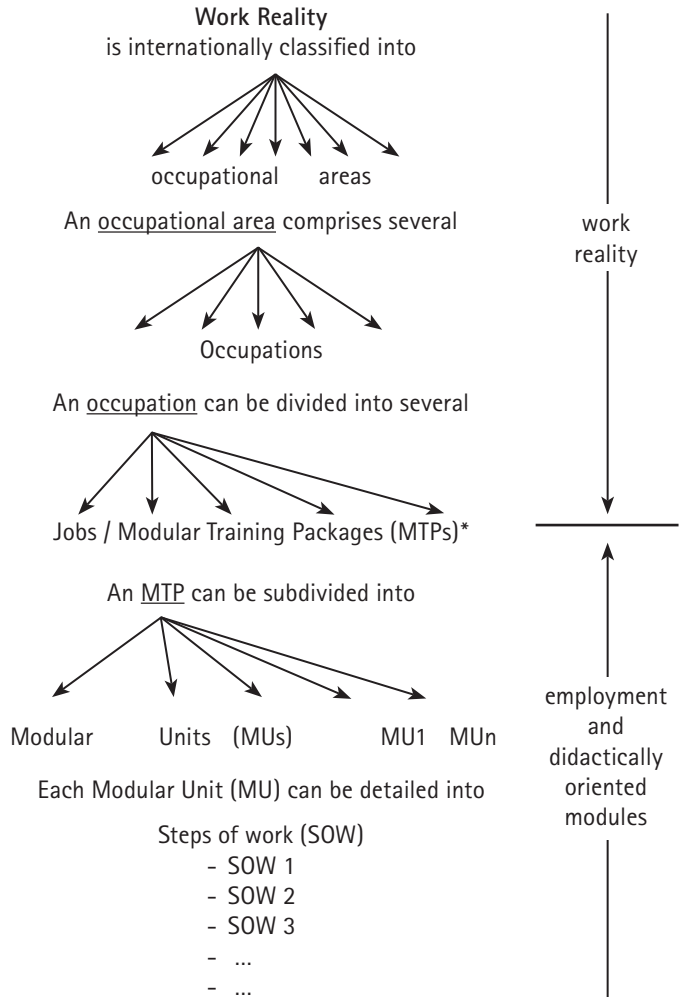 Work Reality
is internationally classified into
occupational areas
An occupational area comprises several
Occupations
An occupation can be divided into several
Jobs / Modular Training Packages (MTPs)*
An MTP can be subdivided into
Modular Units (MUs) MU1 MUn
Each Modular Unit (MU) can be detailed into
Steps of work (SOW)
- SOW 1
- SOW 2
- SOW 3
- ...
- ...
work
reality
employment
and
didactically
oriented
modules